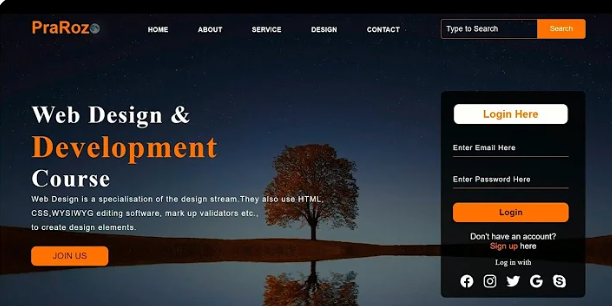 PraRoz
HOME
ABOUT
SERVICE
DESIGN
CONTACT
Type to Search
Search
Web Design &
Development
Course
Web Design is a specialisation of the design stream.They also use HTML,
CSS,WYSIWYG editing software, mark up validators etc.,
to create design elements.
JOIN US
Login Here
Enter Email Here
Enter Password Here
Login
Don't have an account?
Sign up here
Log in with